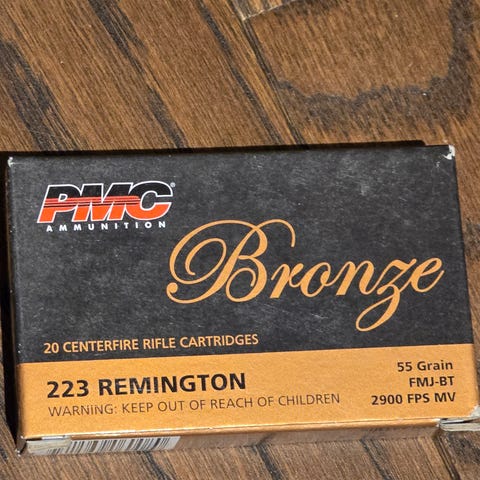 PMC®
AMMUNITION
Bronze
20 CENTERFIRE RIFLE CARTRIDGES
223 REMINGTON
WARNING: KEEP OUT OF REACH OF CHILDREN
55 Grain
FMJ-BT
2900 FPS MV